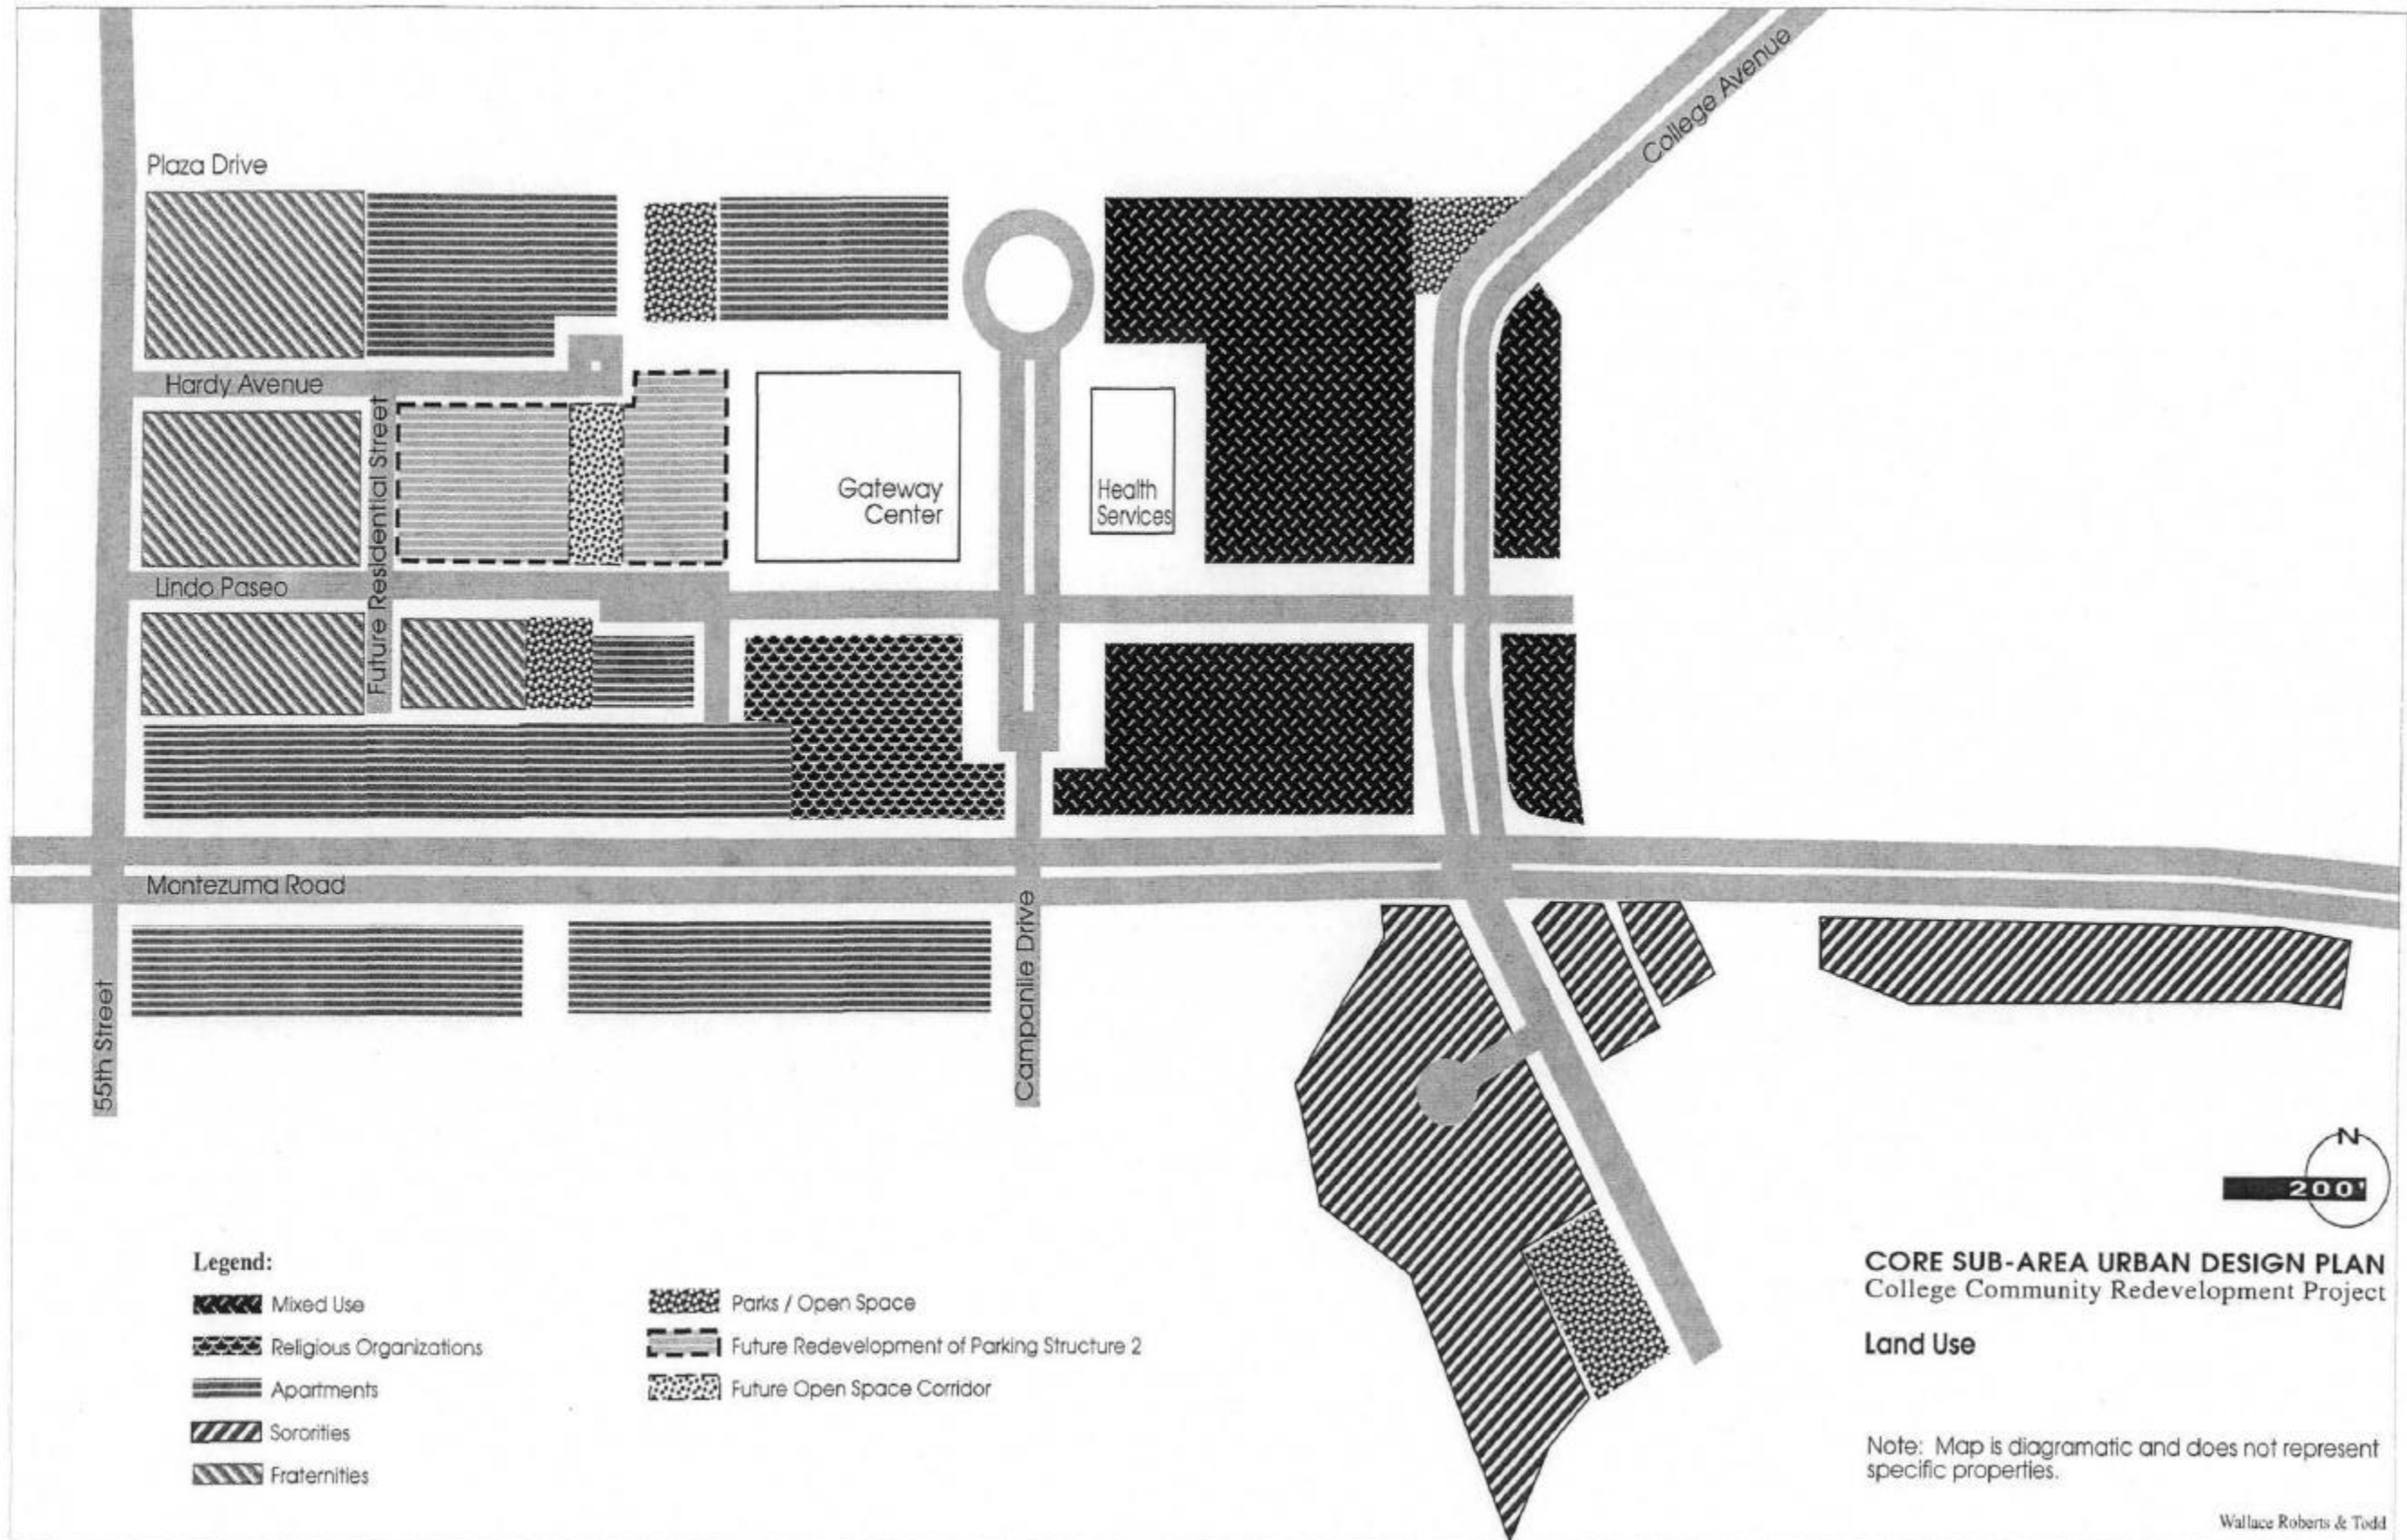 College Avenue
Plaza Drive
Hardy Avenue
Future Residential Street
Gateway
Center
Health
Services
Lindo Paseo
Montezuma Road
55th Street
Campanile Drive
N
200'
Legend:
Mixed Use
Religious Organizations
Apartments
Sororities
Fraternities
Parks / Open Space
Future Redevelopment of Parking Structure 2
Future Open Space Corridor
CORE SUB-AREA URBAN DESIGN PLAN
College Community Redevelopment Project
Land Use
Note: Map is diagramatic and does not represent
specific properties.
Wallace Roberts & Todd